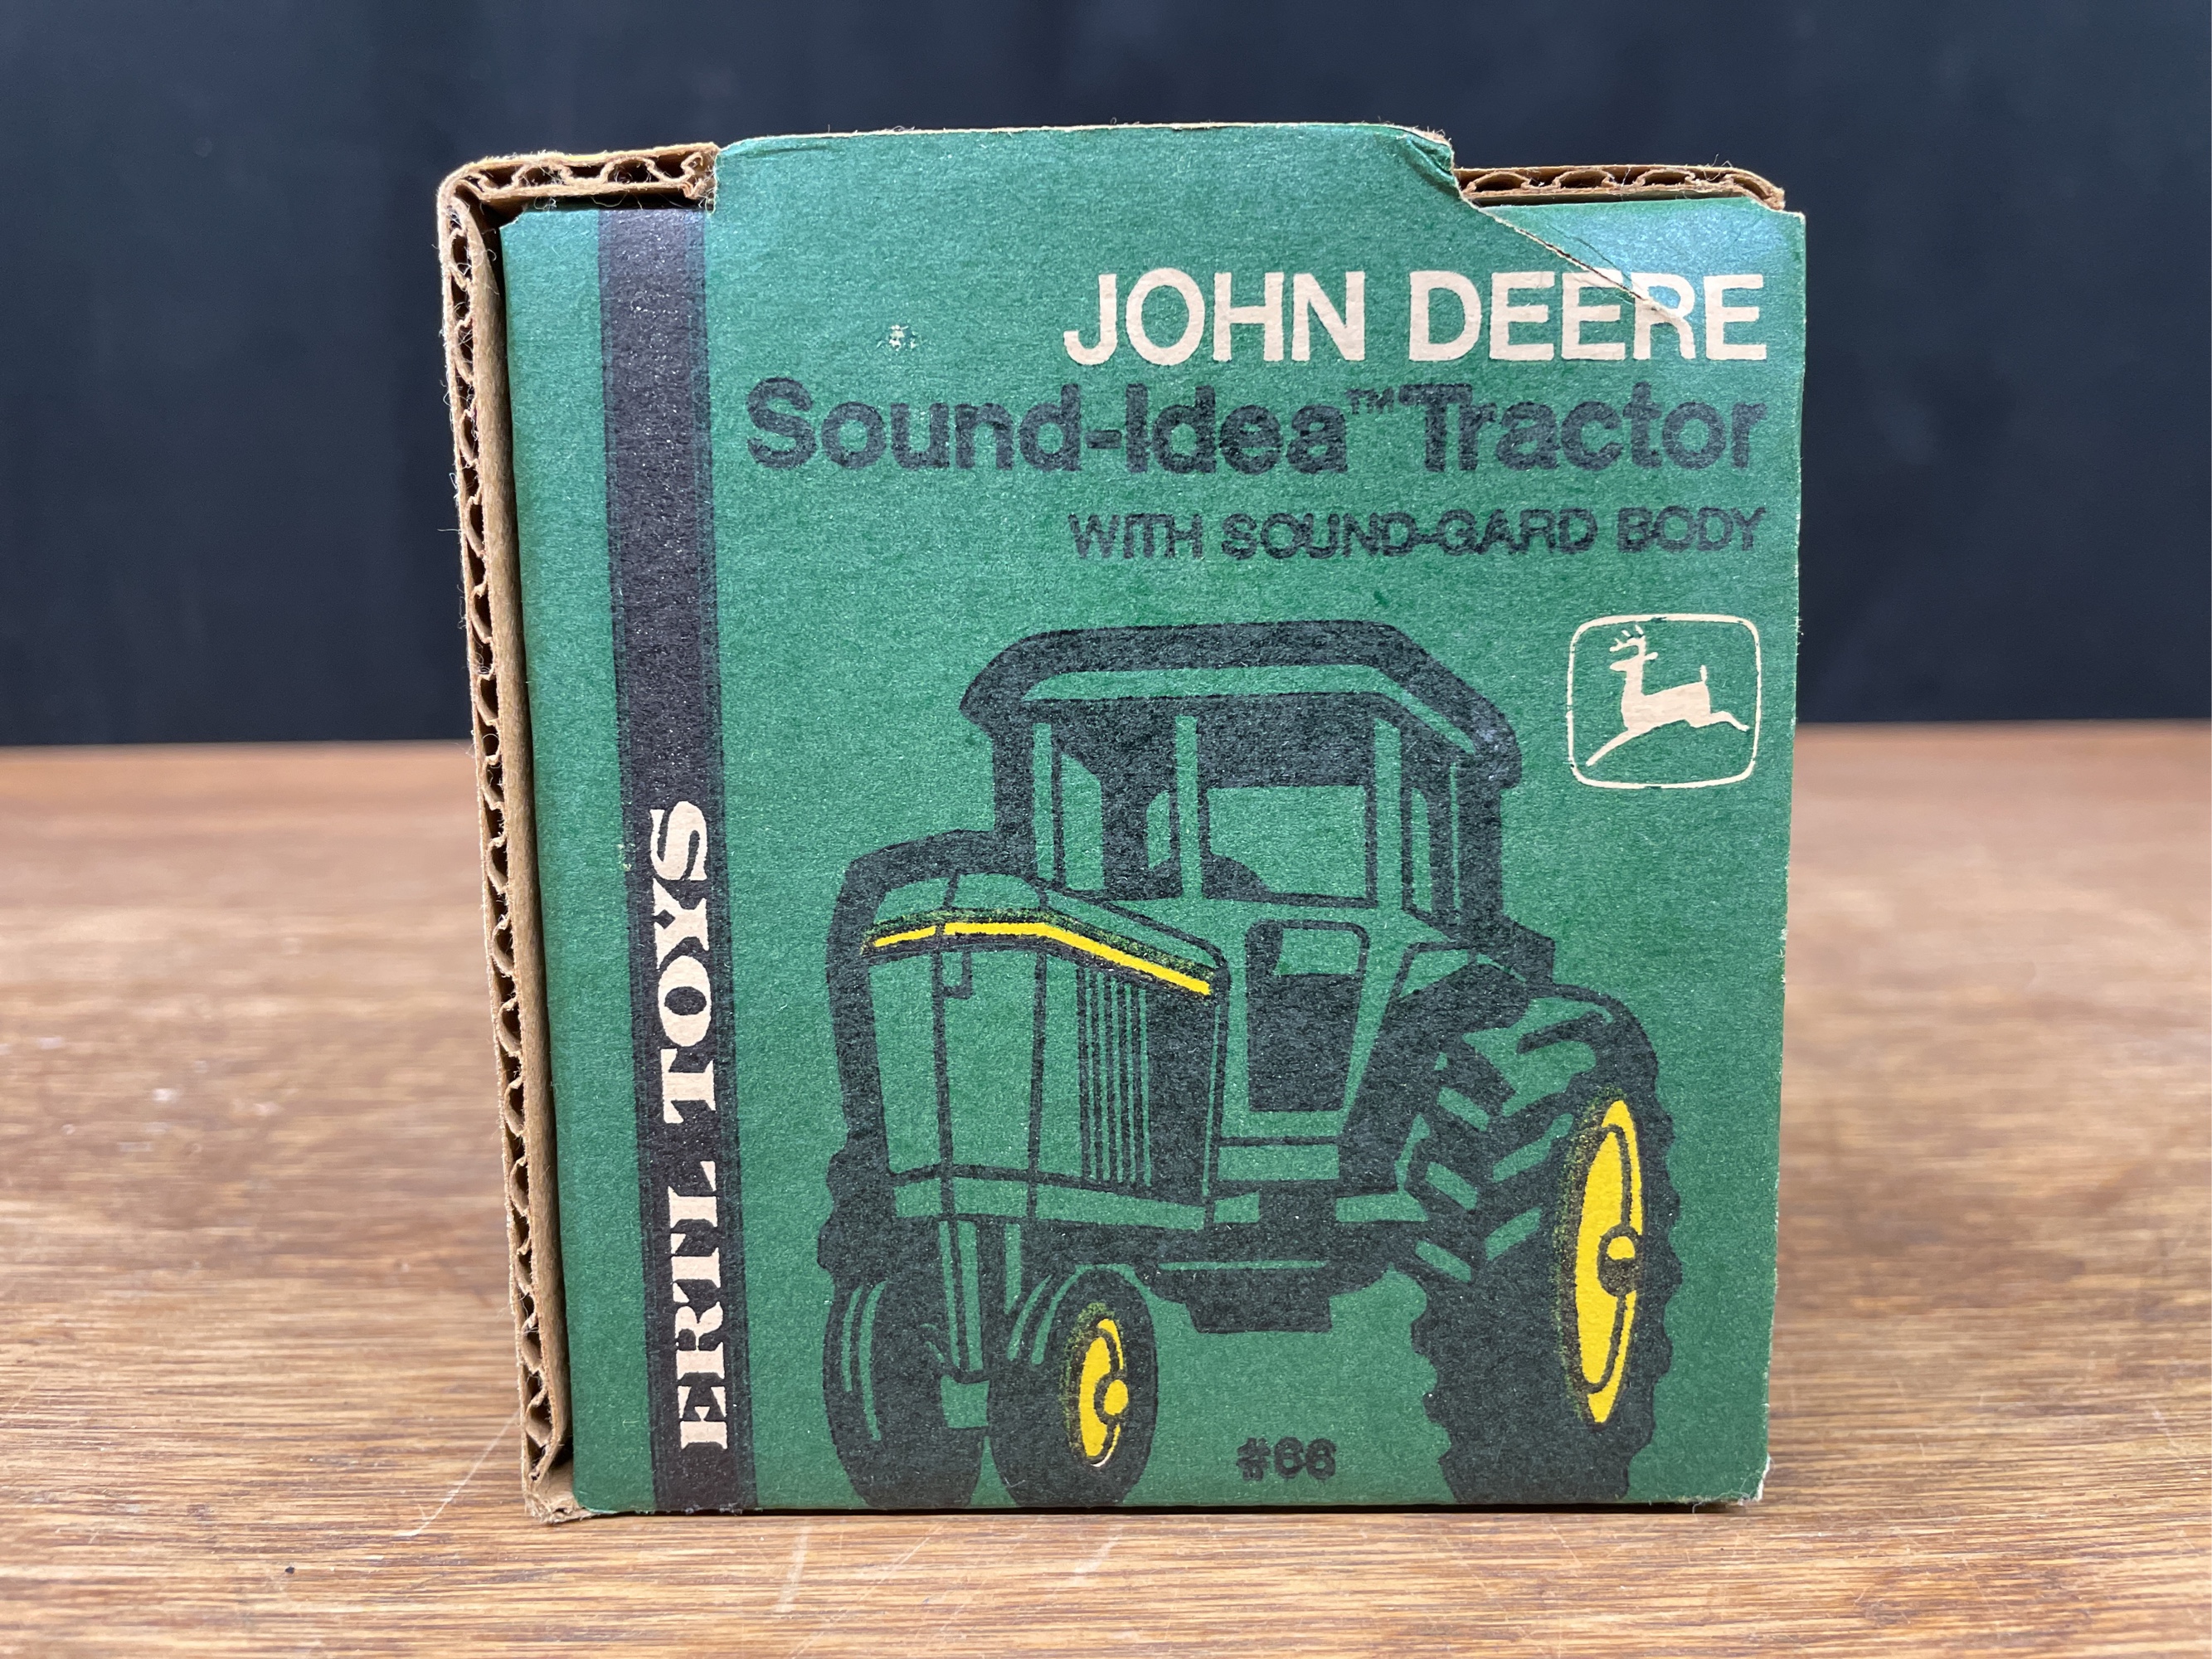 JOHN DEERE
Sound-Idea™ Tractor
WITH SOUND-GARD BODY
ERTL TOYS
#66